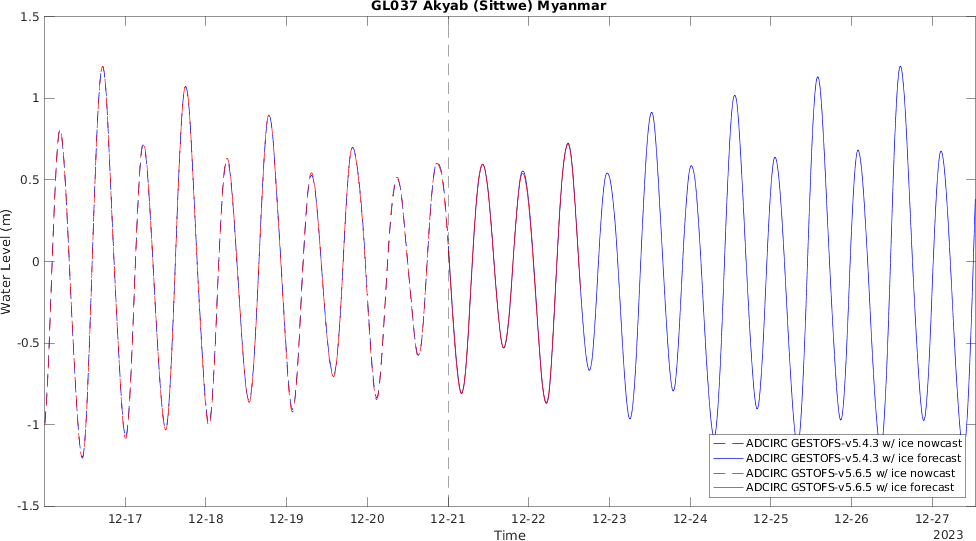 GL037 Akyab (Sittwe) Myanmar
1.5
1
0.5
0
-0.5
-1
-1.5
Water Level (m)
12-17 12-18 12-19 12-20 12-21 12-22 12-23 12-24 12-25 12-26 12-27
Time
2023
ADCIRC GESTOFS-v5.4.3 w/ ice nowcast
ADCIRC GESTOFS-v5.4.3 w/ ice forecast
ADCIRC GSTOFS-v5.6.5 w/ ice nowcast
ADCIRC GSTOFS-v5.6.5 w/ ice forecast